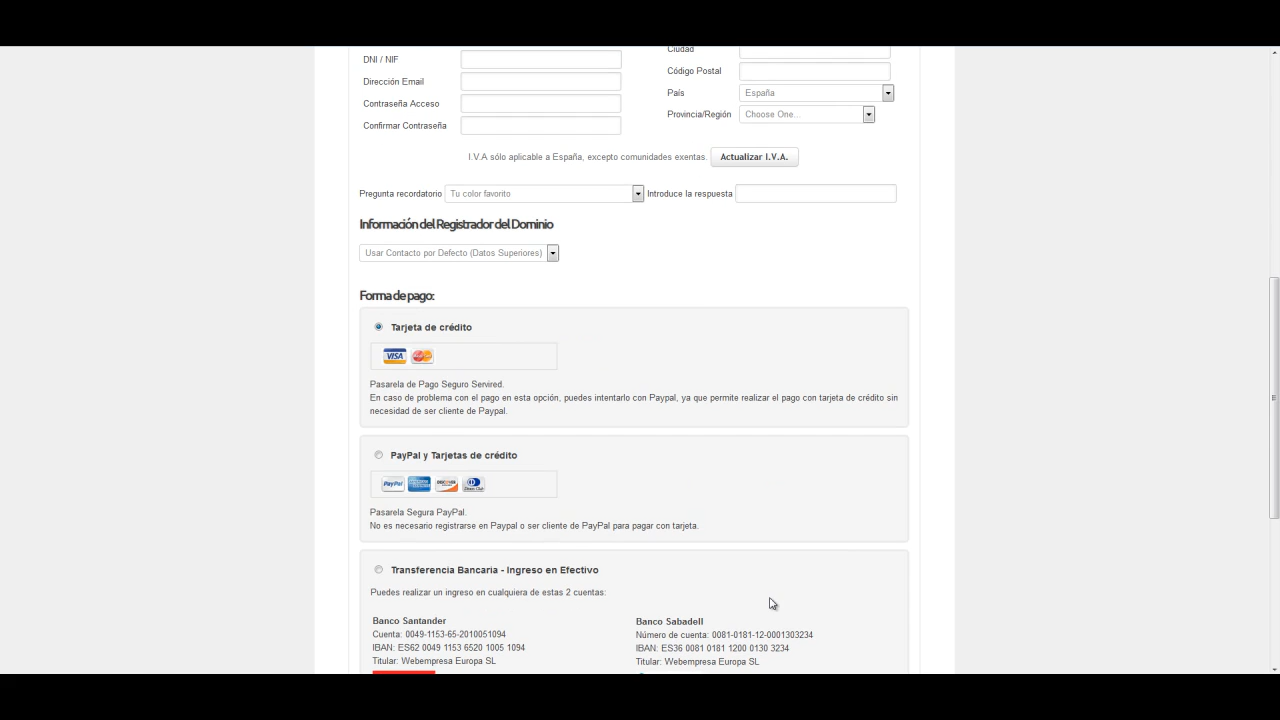 DNI / NIF
Dirección Email
Contraseña Acceso
Confirmar Contraseña
Ciudad
Código Postal
País España
Provincia/Región Choose One...
I.V.A sólo aplicable a España, excepto comunidades exentas. Actualizar I.V.A.
Pregunta recordatorio Tu color favorito Introduce la respuesta
Información del Registrador del Dominio
Usar Contacto por Defecto (Datos Superiores)
Forma de pago:
Tarjeta de crédito
VISA MasterCard
Pasarela de Pago Seguro Servired.
En caso de problema con el pago en esta opción, puedes intentarlo con Paypal, ya que permite realizar el pago con tarjeta de crédito sin
necesidad de ser cliente de Paypal.
PayPal y Tarjetas de crédito
PayPal
Pasarela Segura PayPal.
No es necesario registrarse en Paypal o ser cliente de PayPal para pagar con tarjeta.
Transferencia Bancaria - Ingreso en Efectivo
Puedes realizar un ingreso en cualquiera de estas 2 cuentas:
Banco Santander
Cuenta: 0049-1153-65-2010051094
IBAN: ES62 0049 1153 6520 1005 1094
Titular: Webempresa Europa SL
Banco Sabadell
Número de cuenta: 0081-0181-12-0001303234
IBAN: ES36 0081 0181 1200 0130 3234
Titular: Webempresa Europa SL